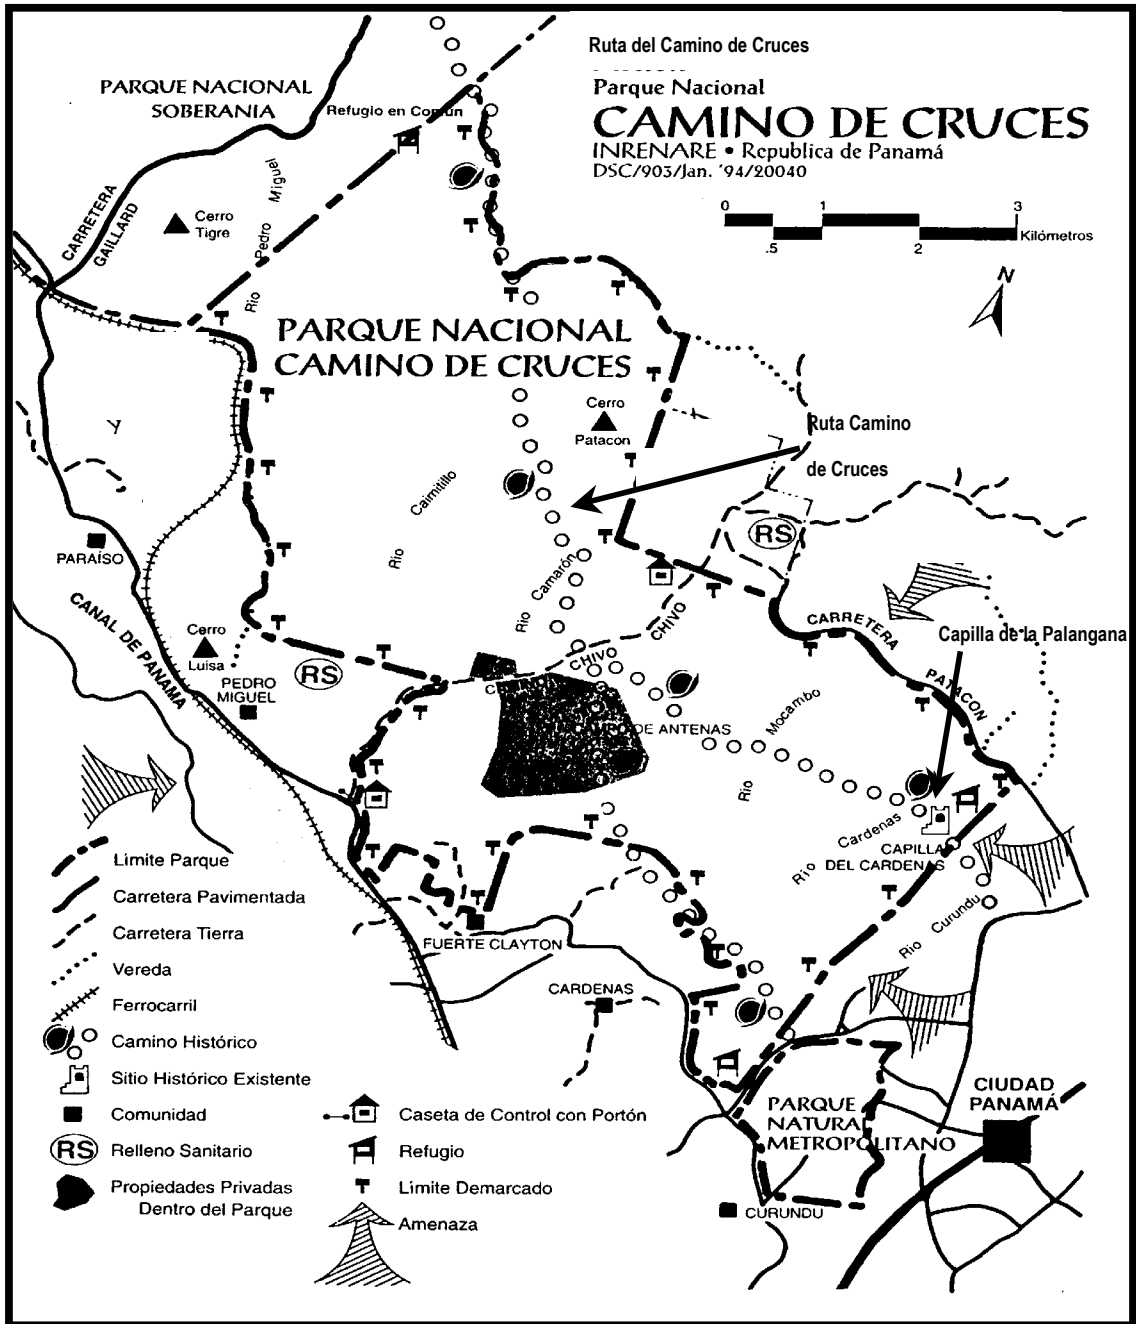 Ruta del Camino de Cruces
Parque Nacional
CAMINO DE CRUCES
INRENARE • Republica de Panamá
DSC/903/Jan. '94/20040
0 1 3
.5 2 Kilómetros
N
PARQUE NACIONAL
SOBERANIA
Refugio en Común
CARRETERA
GAILLARD
Cerro
Tigre
Rio Pedro Miguel
PARQUE NACIONAL
CAMINO DE CRUCES
Cerro
Patacon
Ruta Camino
de Cruces
Rio Caimitillo
Rio Camarón
RS
PARAÍSO
CANAL DE PANAMA
Cerro
Luisa
PEDRO
MIGUEL
RS
CHIVO
CHIVO
CARRETERA
PATACON
Capilla de la Palangana
DE ANTENAS
Rio Mocambo
Rio Cardenas
CAPILLA
DEL CARDENAS
Rio Curundu
FUERTE CLAYTON
CARDENAS
PARQUE
NATURAL
METROPOLITANO
CIUDAD
PANAMÁ
CURUNDU
Limite Parque
Carretera Pavimentada
Carretera Tierra
Vereda
Ferrocarril
Camino Histórico
Sitio Histórico Existente
Comunidad
RS Relleno Sanitario
Propiedades Privadas
Dentro del Parque
Caseta de Control con Portón
Refugio
Limite Demarcado
Amenaza